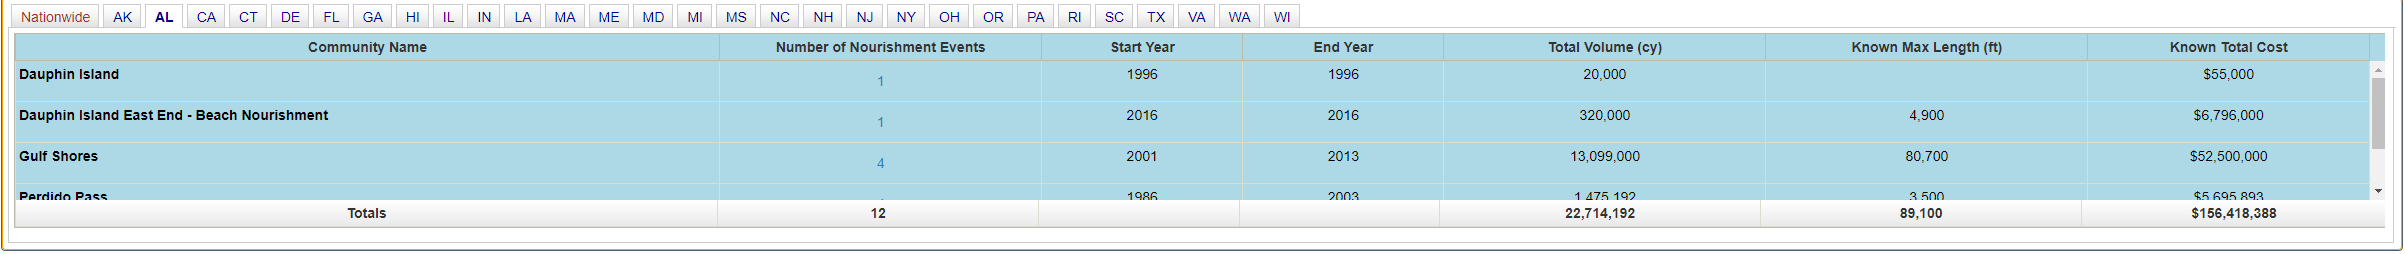 Nationwide AK AL CA CT DE FL GA HI IL IN LA MA ME MD MI MS NC NH NJ NY OH OR PA RI SC TX VA WA WI
Community Name Number of Nourishment Events Start Year End Year Total Volume (cy) Known Max Length (ft) Known Total Cost
Dauphin Island 1 1996 1996 20,000 $55,000
Dauphin Island East End - Beach Nourishment 1 2016 2016 320,000 4,900 $6,796,000
Gulf Shores 4 2001 2013 13,099,000 80,700 $52,500,000
Perdido Pass 1986 2003 1,475,192 3,500 $5,695,893
Totals 12 22,714,192 89,100 $156,418,388